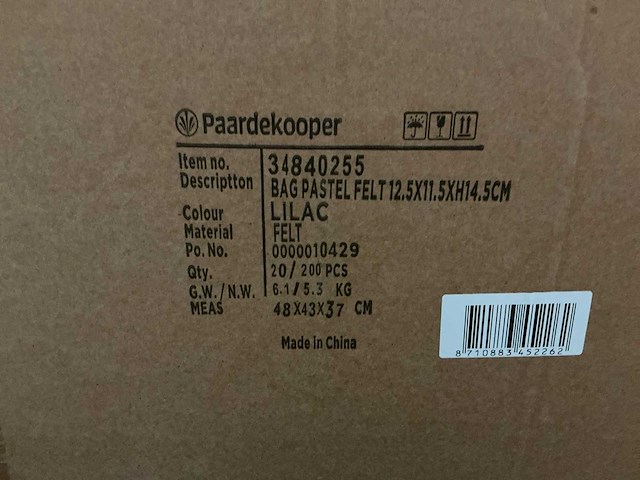 Paardekooper
Item no. 34840255
Descriptton BAG PASTEL FELT 12.5X11.5XH14.5CM
Colour LILAC
Material FELT
Po. No. 0000010429
Qty. 20/ 200 PCS
G.W. / N.W. 6.1 / 5.3 KG
MEAS 48X43X37 CM
Made in China
8 710883 452262